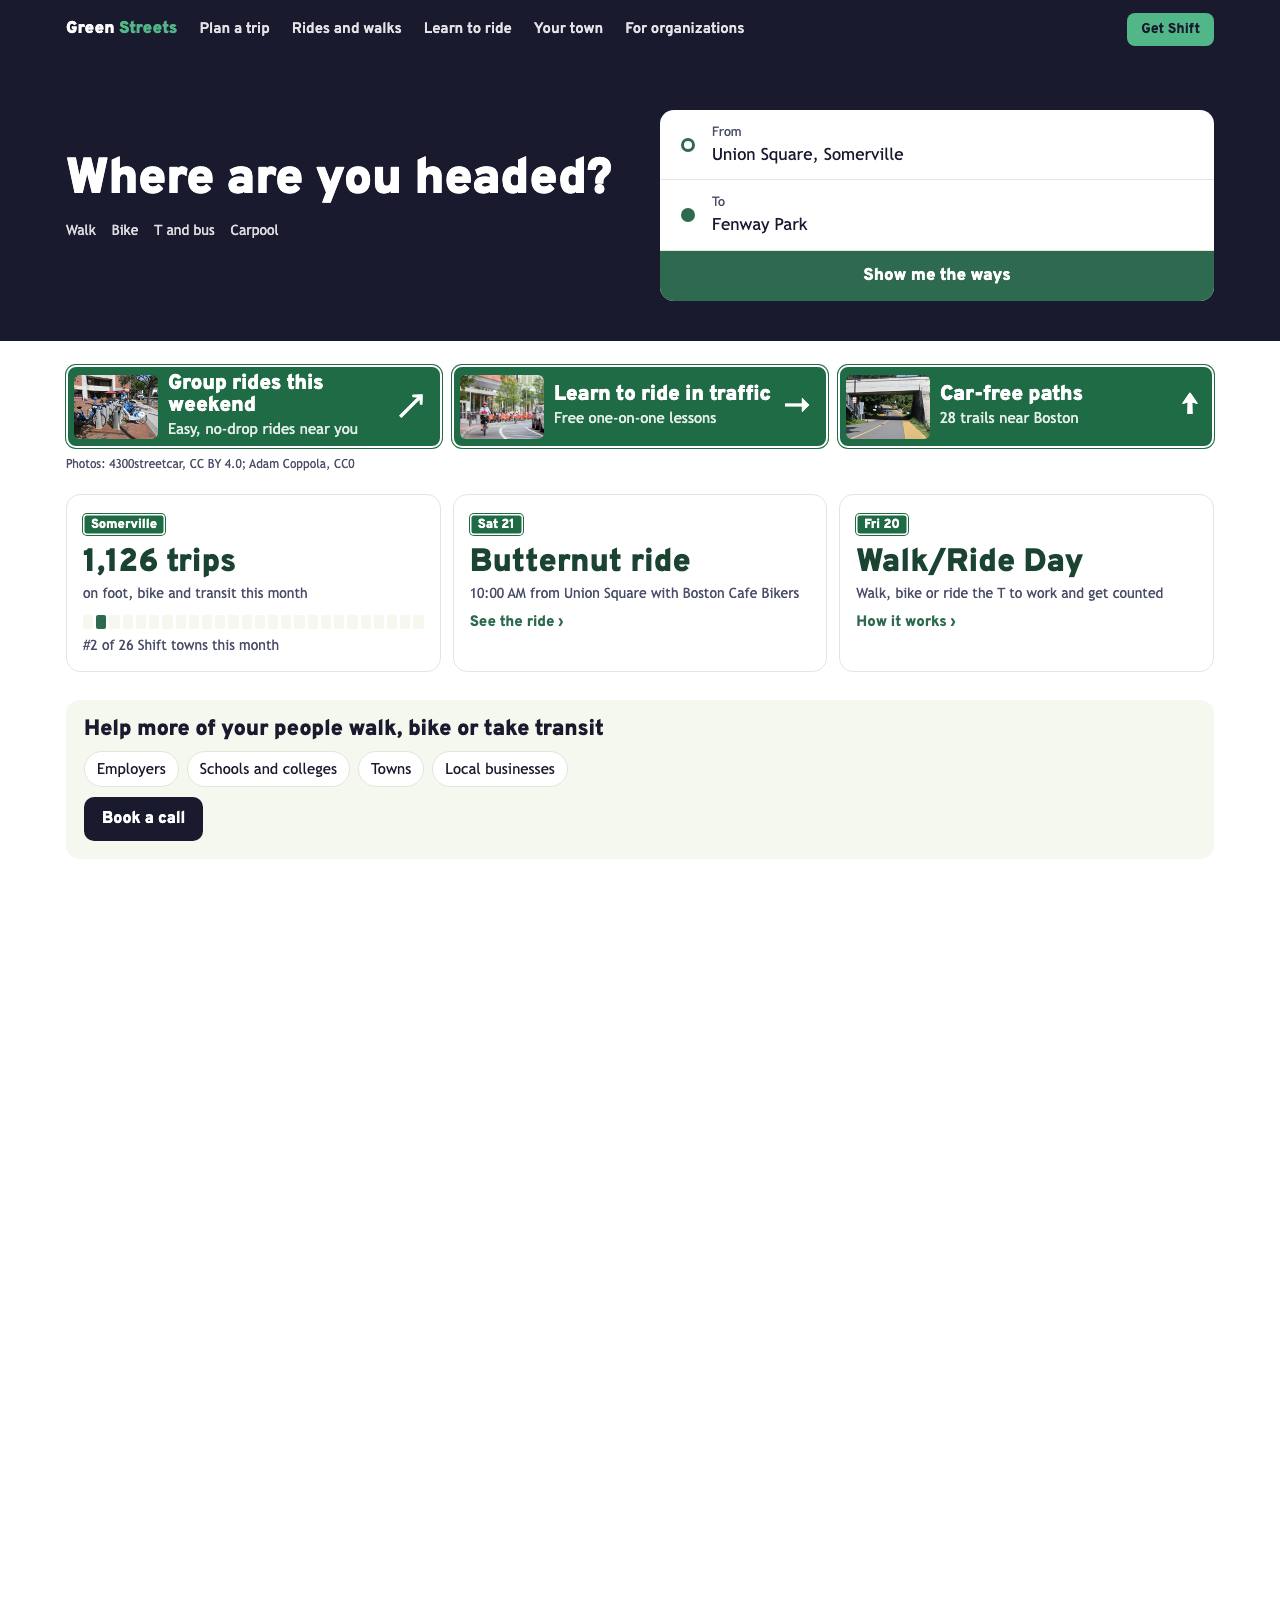 Green Streets Plan a trip Rides and walks Learn to ride Your town For organizations Get Shift
Where are you headed?
Walk Bike T and bus Carpool
From
Union Square, Somerville
To
Fenway Park
Show me the ways
Group rides this
weekend
Easy, no-drop rides near you
Learn to ride in traffic
Free one-on-one lessons
Car-free paths
28 trails near Boston
Photos: 4300streetcar, CC BY 4.0; Adam Coppola, CC0
Somerville
1,126 trips
on foot, bike and transit this month
#2 of 26 Shift towns this month
Sat 21
Butternut ride
10:00 AM from Union Square with Boston Cafe Bikers
See the ride ›
Fri 20
Walk/Ride Day
Walk, bike or ride the T to work and get counted
How it works ›
Help more of your people walk, bike or take transit
Employers Schools and colleges Towns Local businesses
Book a call